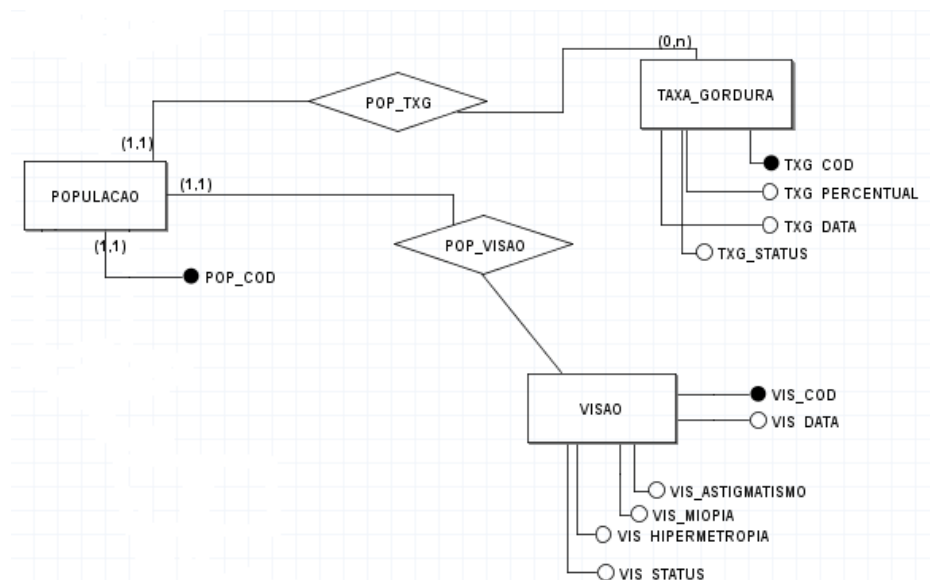 (0,n)
TAXA_GORDURA
POP_TXG
(1,1)
TXG COD
POPULACAO
(1,1)
TXG PERCENTUAL
TXG DATA
(1,1)
POP_VISAO
TXG_STATUS
POP_COD
VISAO
VIS_COD
VIS DATA
VIS_ASTIGMATISMO
VIS_MIOPIA
VIS HIPERMETROPIA
VIS STATUS